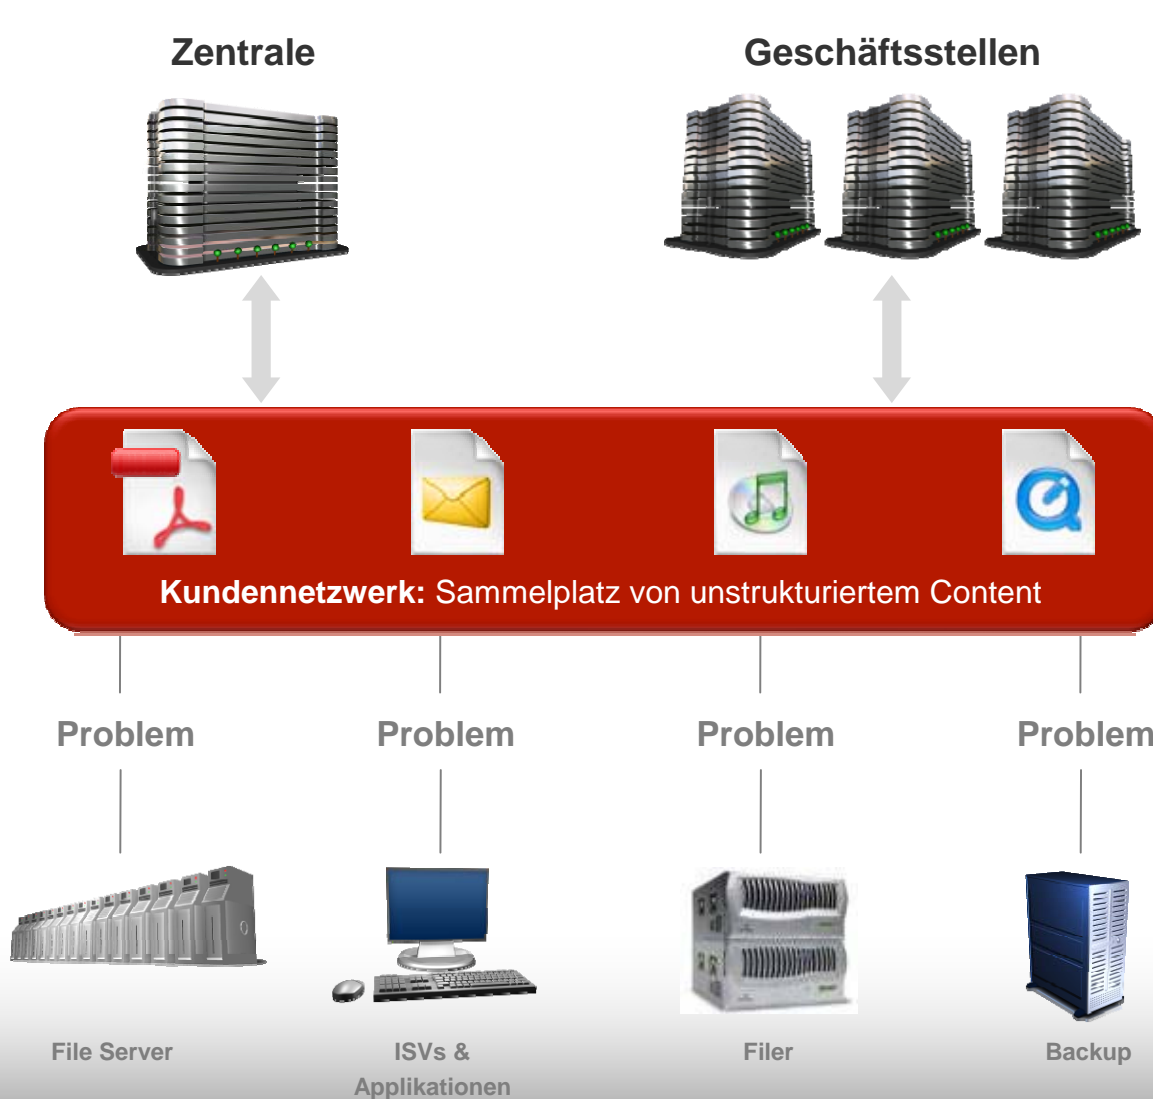 Zentrale
Geschäftsstellen
Kundennetzwerk: Sammelplatz von unstrukturiertem Content
Problem
Problem
Problem
Problem
File Server
ISVs &
Applikationen
Filer
Backup